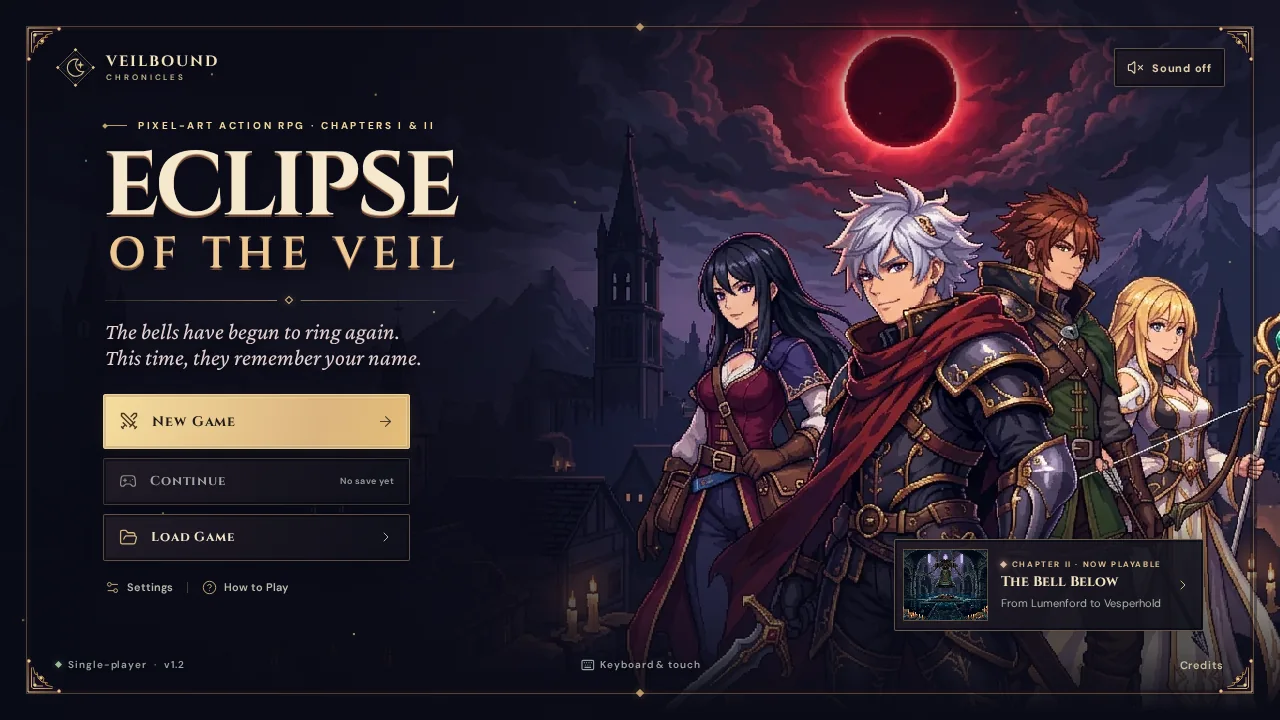 VEILBOUND
CHRONICLES
Sound off
PIXEL-ART ACTION RPG · CHAPTERS I & II
ECLIPSE
OF THE VEIL
The bells have begun to ring again.
This time, they remember your name.
New Game
Continue
No save yet
Load Game
Settings
How to Play
CHAPTER II · NOW PLAYABLE
The Bell Below
From Lumenford to Vesperhold
Single-player · v1.2
Keyboard & touch
Credits